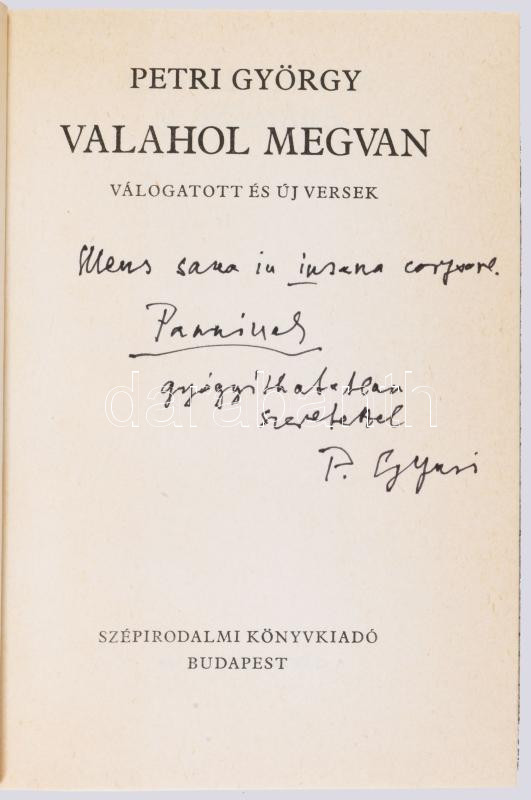 PETRI GYÖRGY
VALAHOL MEGVAN
VÁLOGATOTT ÉS ÚJ VERSEK
Mens sana in insana corpore.
Panninak
gyógyíthatatlan
darabanth
szeretettel
P. Gyuri
SZÉPIRODALMI KÖNYVKIADÓ
BUDAPEST